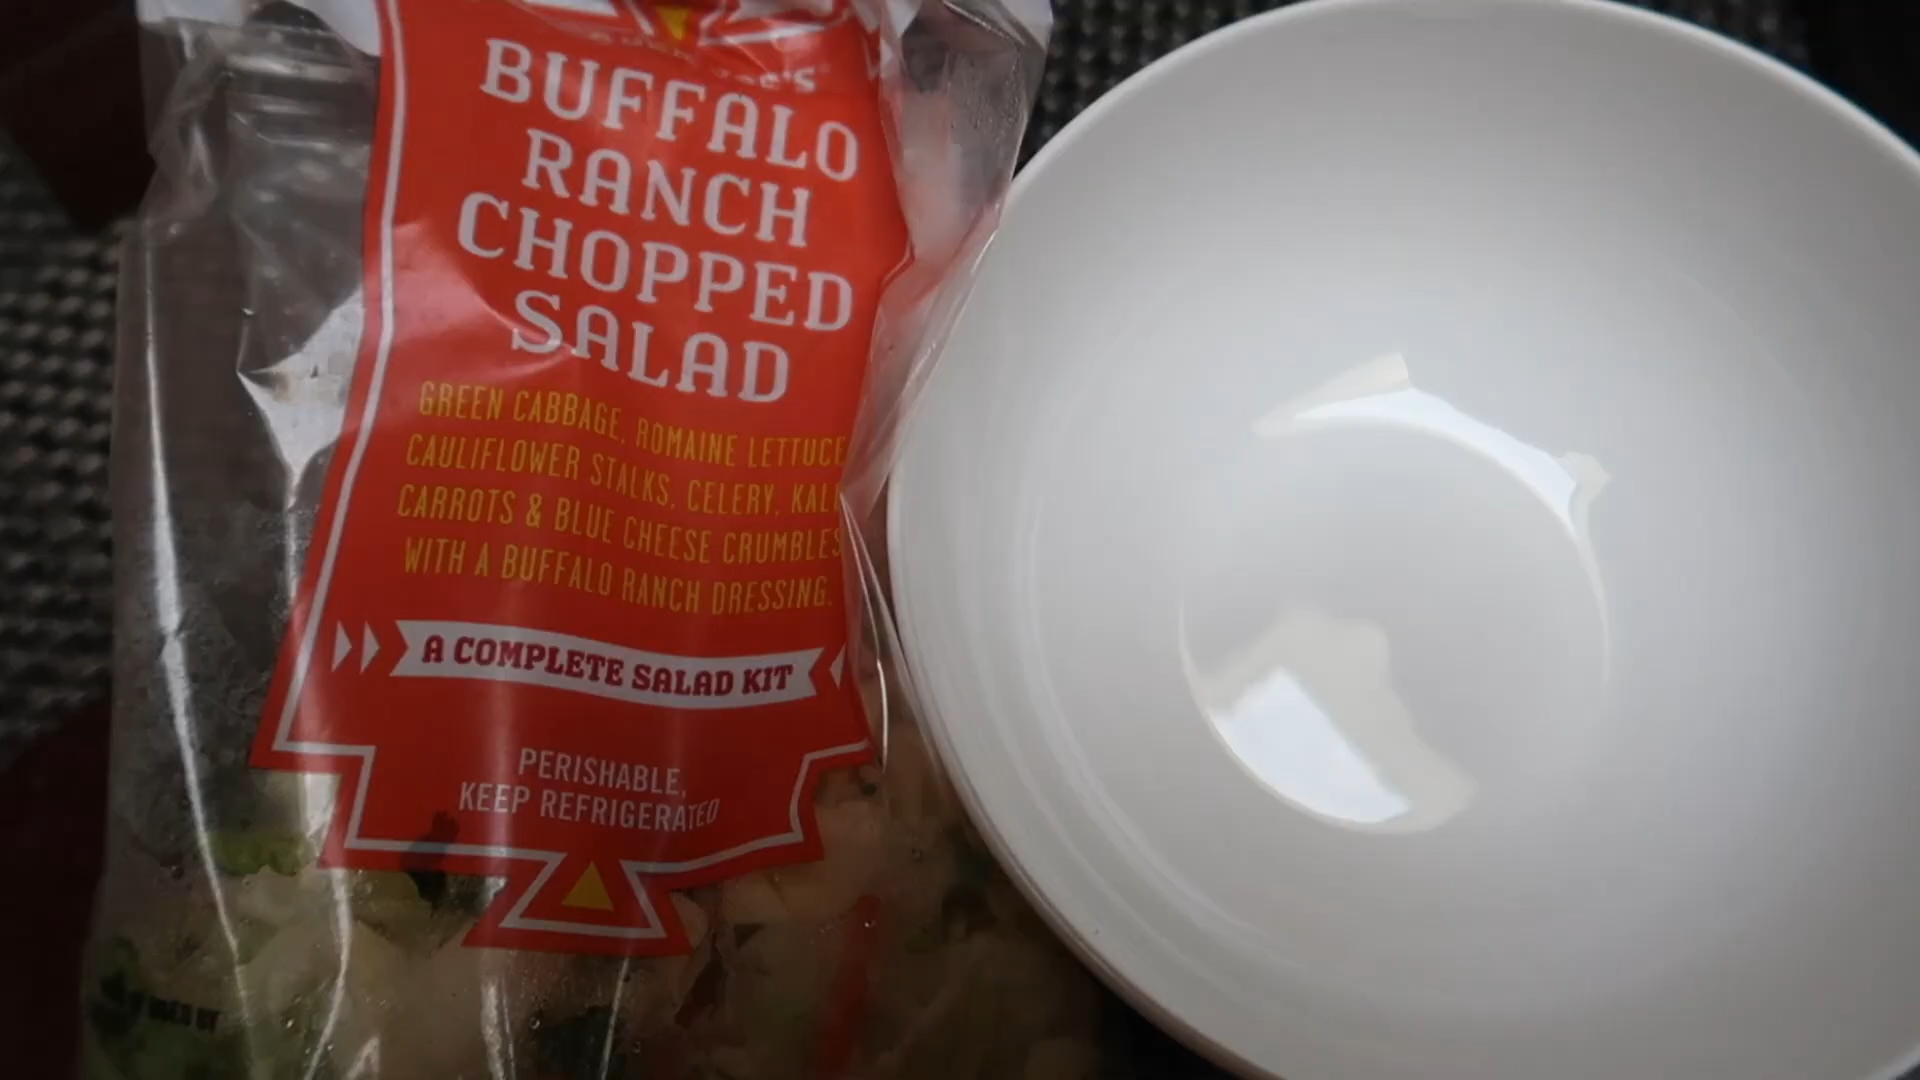 BUFFALO
RANCH
CHOPPED
SALAD
GREEN CABBAGE, ROMAINE LETTUCE
CAULIFLOWER STALKS, CELERY, KALE
CARROTS & BLUE CHEESE CRUMBLES
WITH A BUFFALO RANCH DRESSING.
A COMPLETE SALAD KIT
PERISHABLE,
KEEP REFRIGERATED